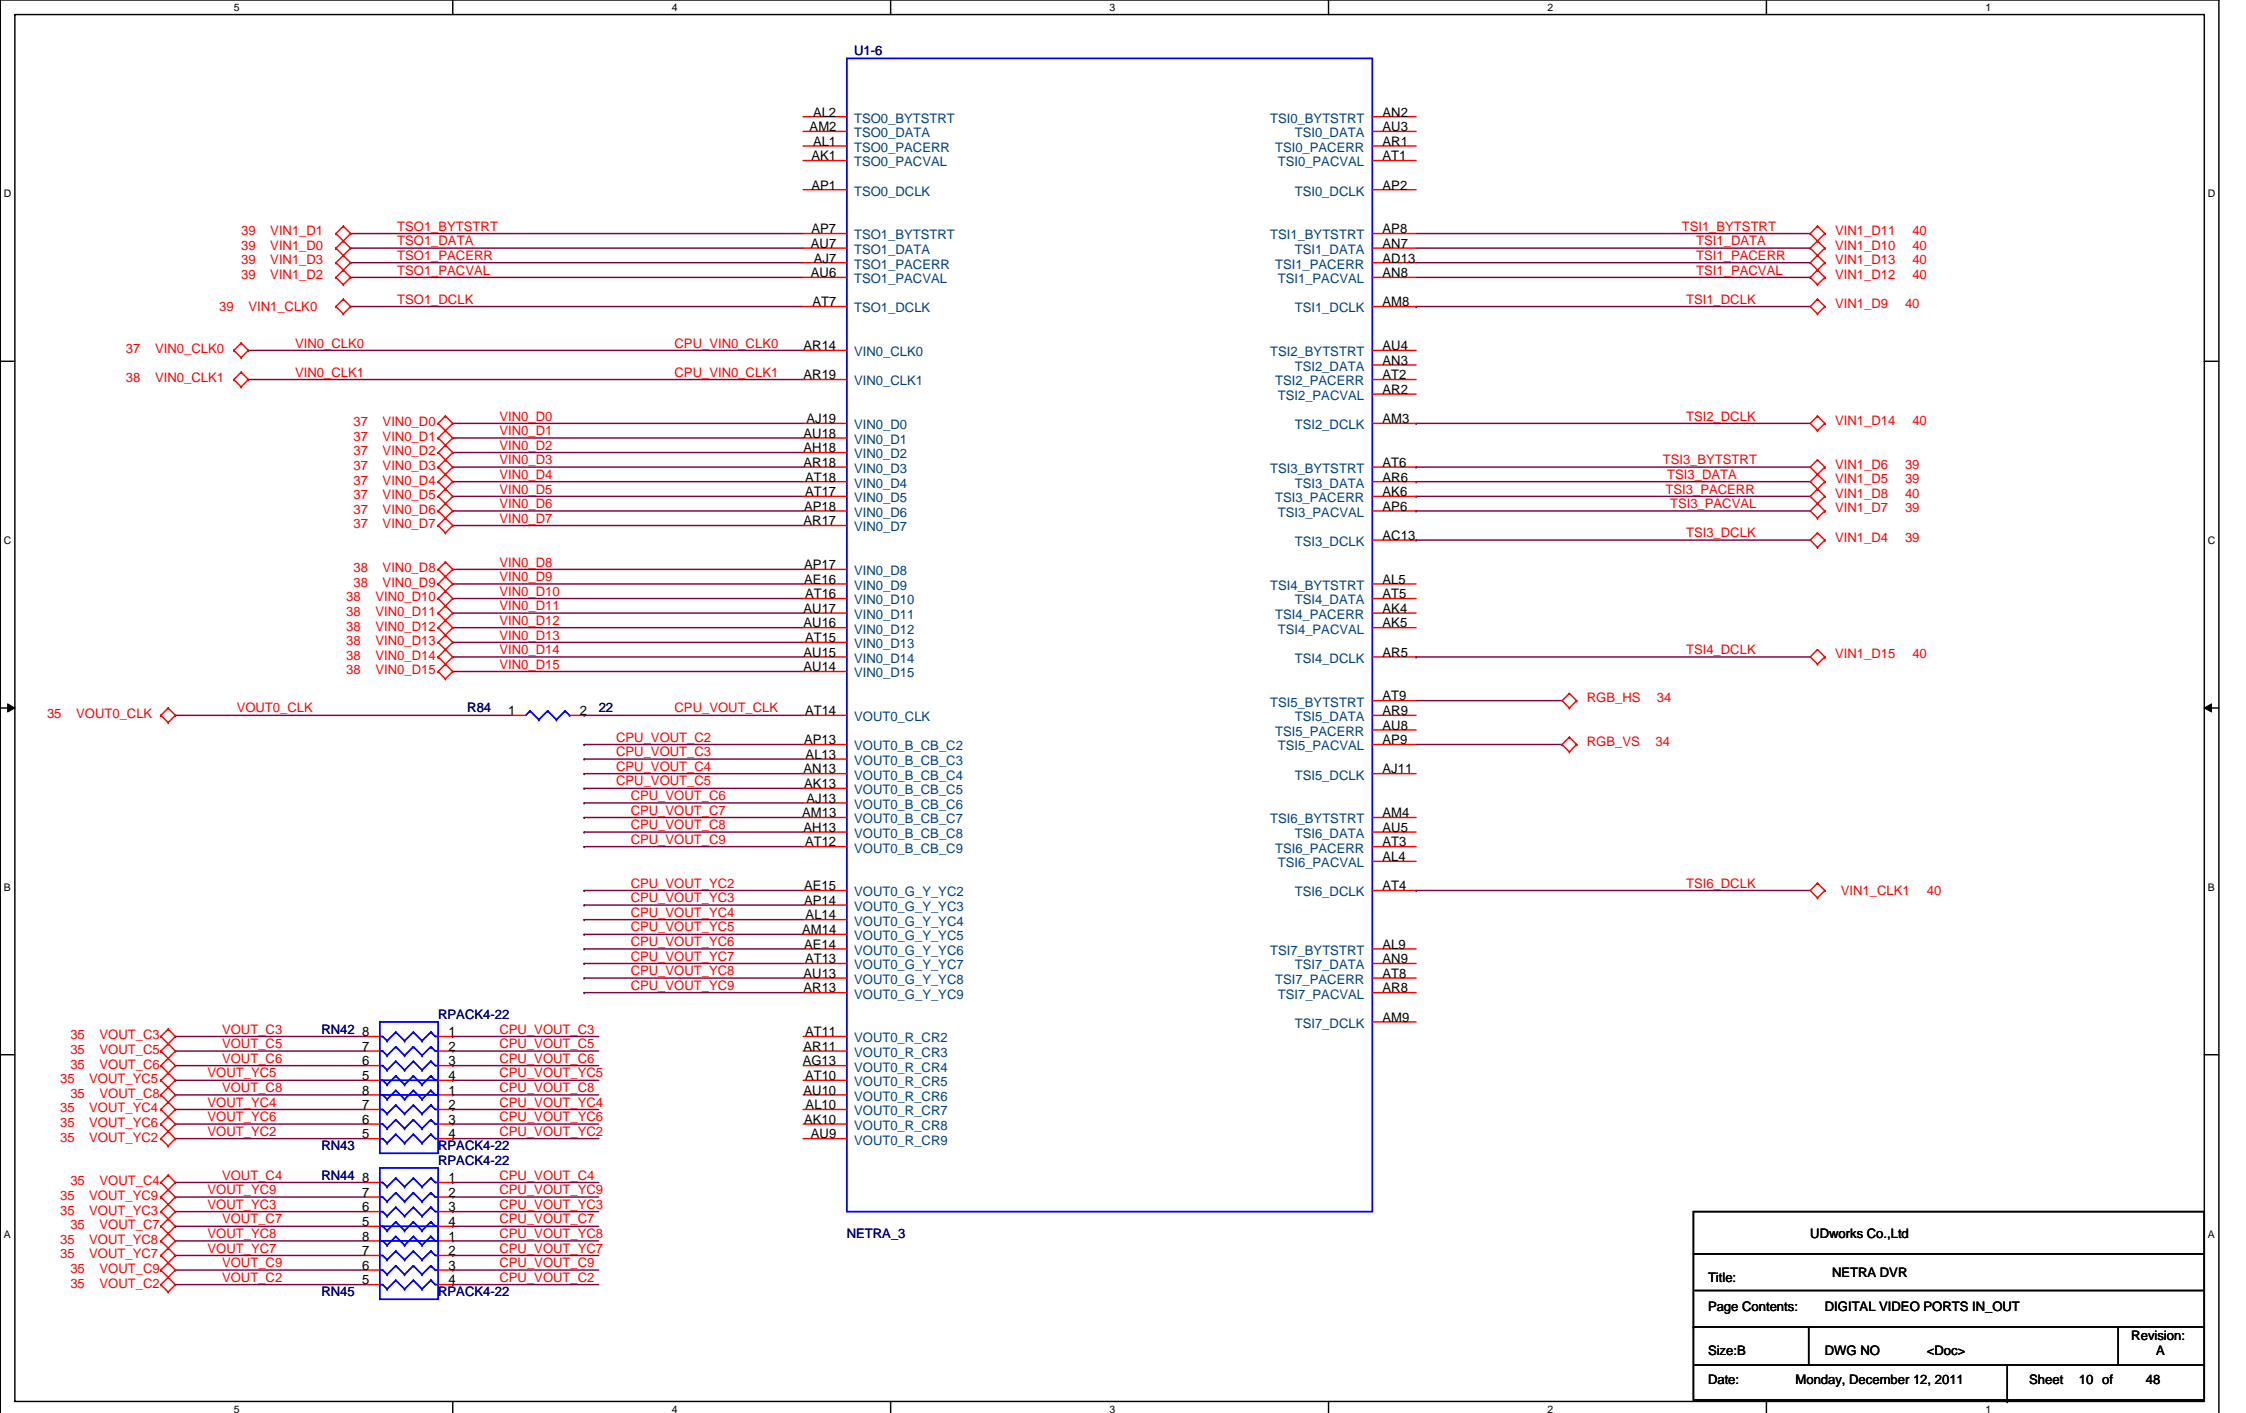 5 4 3 2 1
U1-6
AL2 TSO0_BYTSTRT
AM2 TSO0_DATA
AL1 TSO0_PACERR
AK1 TSO0_PACVAL
AP1 TSO0_DCLK
39 VIN1_D1 TSO1_BYTSTRT AP7 TSO1_BYTSTRT
39 VIN1_D0 TSO1_DATA AU7 TSO1_DATA
39 VIN1_D3 TSO1_PACERR AJ7 TSO1_PACERR
39 VIN1_D2 TSO1_PACVAL AU6 TSO1_PACVAL
39 VIN1_CLK0 TSO1_DCLK AT7 TSO1_DCLK
37 VIN0_CLK0 VIN0_CLK0 CPU_VIN0_CLK0 AR14 VIN0_CLK0
38 VIN0_CLK1 VIN0_CLK1 CPU_VIN0_CLK1 AR19 VIN0_CLK1
37 VIN0_D0 VIN0_D0 AJ19 VIN0_D0
37 VIN0_D1 VIN0_D1 AU18 VIN0_D1
37 VIN0_D2 VIN0_D2 AH18 VIN0_D2
37 VIN0_D3 VIN0_D3 AR18 VIN0_D3
37 VIN0_D4 VIN0_D4 AT18 VIN0_D4
37 VIN0_D5 VIN0_D5 AT17 VIN0_D5
37 VIN0_D6 VIN0_D6 AP18 VIN0_D6
37 VIN0_D7 VIN0_D7 AR17 VIN0_D7
38 VIN0_D8 VIN0_D8 AP17 VIN0_D8
38 VIN0_D9 VIN0_D9 AE16 VIN0_D9
38 VIN0_D10 VIN0_D10 AT16 VIN0_D10
38 VIN0_D11 VIN0_D11 AU17 VIN0_D11
38 VIN0_D12 VIN0_D12 AU16 VIN0_D12
38 VIN0_D13 VIN0_D13 AT15 VIN0_D13
38 VIN0_D14 VIN0_D14 AU15 VIN0_D14
38 VIN0_D15 VIN0_D15 AU14 VIN0_D15
35 VOUT0_CLK VOUT0_CLK R84 1 2 22 CPU_VOUT_CLK AT14 VOUT0_CLK
CPU_VOUT_C2 AP13 VOUT0_B_CB_C2
CPU_VOUT_C3 AL13 VOUT0_B_CB_C3
CPU_VOUT_C4 AN13 VOUT0_B_CB_C4
CPU_VOUT_C5 AK13 VOUT0_B_CB_C5
CPU_VOUT_C6 AJ13 VOUT0_B_CB_C6
CPU_VOUT_C7 AM13 VOUT0_B_CB_C7
CPU_VOUT_C8 AH13 VOUT0_B_CB_C8
CPU_VOUT_C9 AT12 VOUT0_B_CB_C9
CPU_VOUT_YC2 AE15 VOUT0_G_Y_YC2
CPU_VOUT_YC3 AP14 VOUT0_G_Y_YC3
CPU_VOUT_YC4 AL14 VOUT0_G_Y_YC4
CPU_VOUT_YC5 AM14 VOUT0_G_Y_YC5
CPU_VOUT_YC6 AE14 VOUT0_G_Y_YC6
CPU_VOUT_YC7 AT13 VOUT0_G_Y_YC7
CPU_VOUT_YC8 AU13 VOUT0_G_Y_YC8
CPU_VOUT_YC9 AR13 VOUT0_G_Y_YC9
AT11 VOUT0_R_CR2
AR11 VOUT0_R_CR3
AG13 VOUT0_R_CR4
AT10 VOUT0_R_CR5
AU10 VOUT0_R_CR6
AL10 VOUT0_R_CR7
AK10 VOUT0_R_CR8
AU9 VOUT0_R_CR9
RPACK4-22
35 VOUT_C3 VOUT_C3 RN42 8 1 CPU_VOUT_C3
35 VOUT_C5 VOUT_C5 7 2 CPU_VOUT_C5
35 VOUT_C6 VOUT_C6 6 3 CPU_VOUT_C6
35 VOUT_YC5 VOUT_YC5 5 4 CPU_VOUT_YC5
35 VOUT_C8 VOUT_C8 8 1 CPU_VOUT_C8
35 VOUT_YC4 VOUT_YC4 7 2 CPU_VOUT_YC4
35 VOUT_YC6 VOUT_YC6 6 3 CPU_VOUT_YC6
35 VOUT_YC2 VOUT_YC2 5 4 CPU_VOUT_YC2
RN43 RPACK4-22
RPACK4-22
35 VOUT_C4 VOUT_C4 RN44 8 1 CPU_VOUT_C4
35 VOUT_YC9 VOUT_YC9 7 2 CPU_VOUT_YC9
35 VOUT_YC3 VOUT_YC3 6 3 CPU_VOUT_YC3
35 VOUT_C7 VOUT_C7 5 4 CPU_VOUT_C7
35 VOUT_YC8 VOUT_YC8 8 1 CPU_VOUT_YC8
35 VOUT_YC7 VOUT_YC7 7 2 CPU_VOUT_YC7
35 VOUT_C9 VOUT_C9 6 3 CPU_VOUT_C9
35 VOUT_C2 VOUT_C2 5 4 CPU_VOUT_C2
RN45 RPACK4-22
TSI0_BYTSTRT AN2
TSI0_DATA AU3
TSI0_PACERR AR1
TSI0_PACVAL AT1
TSI0_DCLK AP2
TSI1_BYTSTRT AP8 TSI1_BYTSTRT VIN1_D11 40
TSI1_DATA AN7 TSI1_DATA VIN1_D10 40
TSI1_PACERR AD13 TSI1_PACERR VIN1_D13 40
TSI1_PACVAL AN8 TSI1_PACVAL VIN1_D12 40
TSI1_DCLK AM8 TSI1_DCLK VIN1_D9 40
TSI2_BYTSTRT AU4
TSI2_DATA AN3
TSI2_PACERR AT2
TSI2_PACVAL AR2
TSI2_DCLK AM3 TSI2_DCLK VIN1_D14 40
TSI3_BYTSTRT AT6 TSI3_BYTSTRT VIN1_D6 39
TSI3_DATA AR6 TSI3_DATA VIN1_D5 39
TSI3_PACERR AK6 TSI3_PACERR VIN1_D8 40
TSI3_PACVAL AP6 TSI3_PACVAL VIN1_D7 39
TSI3_DCLK AC13 TSI3_DCLK VIN1_D4 39
TSI4_BYTSTRT AL5
TSI4_DATA AT5
TSI4_PACERR AK4
TSI4_PACVAL AK5
TSI4_DCLK AR5 TSI4_DCLK VIN1_D15 40
TSI5_BYTSTRT AT9 RGB_HS 34
TSI5_DATA AR9
TSI5_PACERR AU8
TSI5_PACVAL AP9 RGB_VS 34
TSI5_DCLK AJ11
TSI6_BYTSTRT AM4
TSI6_DATA AU5
TSI6_PACERR AT3
TSI6_PACVAL AL4
TSI6_DCLK AT4 TSI6_DCLK VIN1_CLK1 40
TSI7_BYTSTRT AL9
TSI7_DATA AN9
TSI7_PACERR AT8
TSI7_PACVAL AR8
TSI7_DCLK AM9
NETRA_3
D D
C C
B B
A A
UDworks Co.,Ltd
Title: NETRA DVR
Page Contents: DIGITAL VIDEO PORTS IN_OUT
Size:B DWG NO <Doc> Revision: A
Date: Monday, December 12, 2011 Sheet 10 of 48
5 4 3 2 1